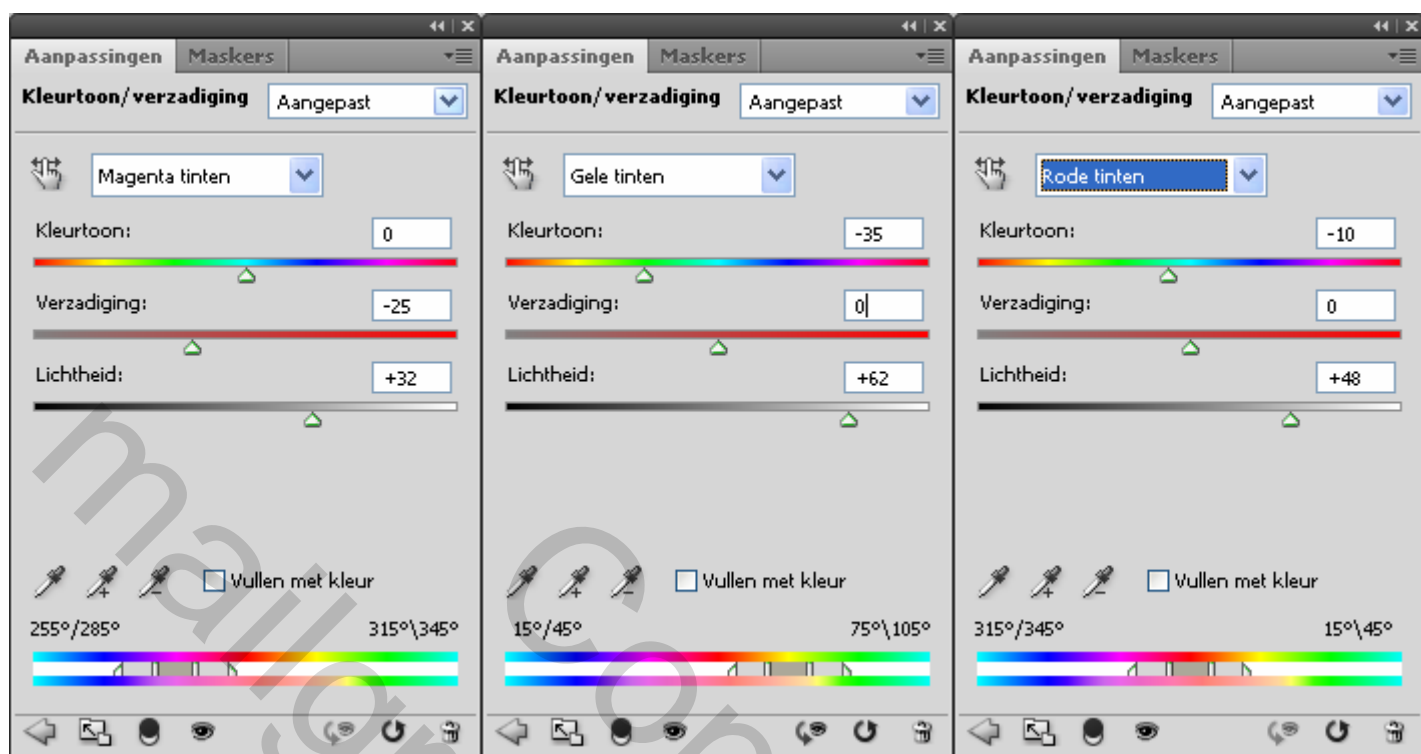 Aanpassingen Maskers
Kleurtoon/verzadiging Aangepast
Magenta tinten
Kleurtoon: 0
Verzadiging: -25
Lichtheid: +32
Vullen met kleur
255°/285° 315°\345°
Aanpassingen Maskers
Kleurtoon/verzadiging Aangepast
Gele tinten
Kleurtoon: -35
Verzadiging: 0
Lichtheid: +62
Vullen met kleur
15°/45° 75°\105°
Aanpassingen Maskers
Kleurtoon/verzadiging Aangepast
Rode tinten
Kleurtoon: -10
Verzadiging: 0
Lichtheid: +48
Vullen met kleur
315°/345° 15°\45°